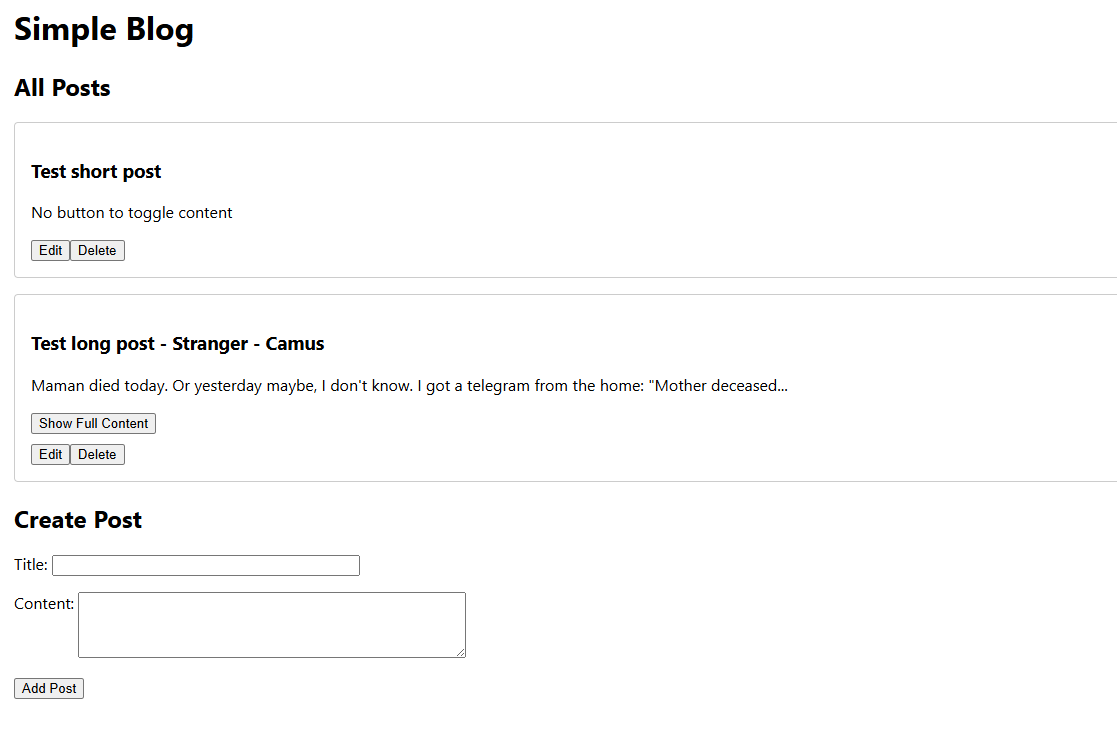 Simple Blog
All Posts
Test short post
No button to toggle content
Edit Delete
Test long post - Stranger - Camus
Maman died today. Or yesterday maybe, I don't know. I got a telegram from the home: "Mother deceased...
Show Full Content
Edit Delete
Create Post
Title:
Content:
Add Post